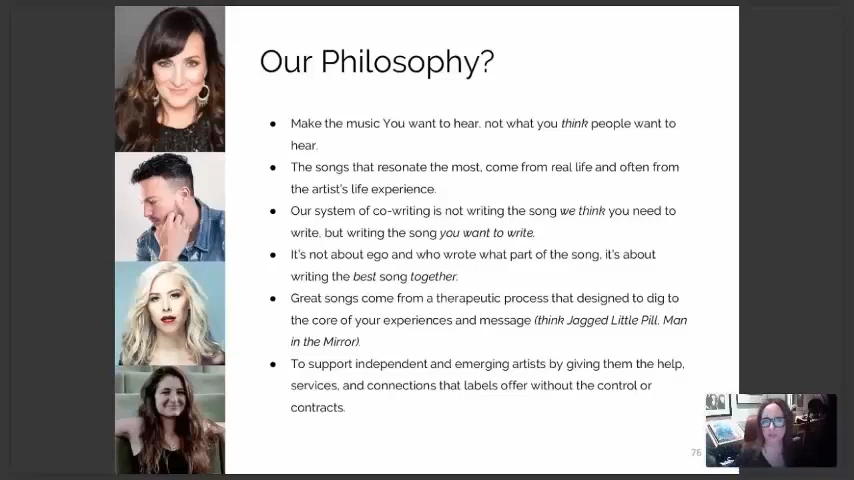 Our Philosophy?
● Make the music You want to hear. not what you think people want to
hear.
● The songs that resonate the most, come from real life and often from
the artist's life experience.
● Our system of co-writing is not writing the song we think you need to
write, but writing the song you want to write.
● It's not about ego and who wrote what part of the song, it's about
writing the best song together.
● Great songs come from a therapeutic process that designed to dig to
the core of your experiences and message (think Jagged Little Pill, Man
in the Mirror).
● To support independent and emerging artists by giving them the help,
services, and connections that labels offer without the control or
contracts.
76